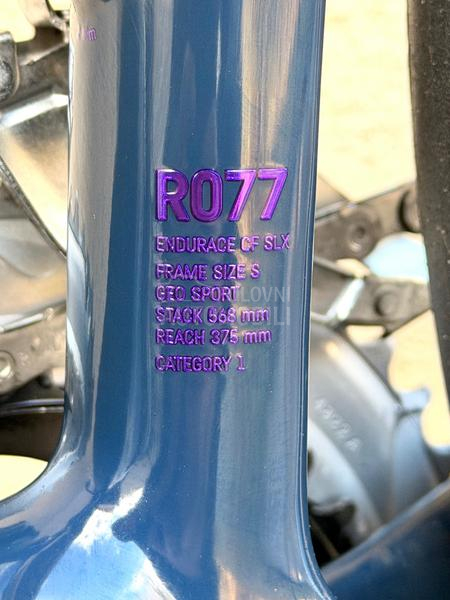 m
R077
ENDURACE CF SLX
FRAME SIZE S
GEO SPORT
STACK 568 mm
REACH 375 mm
CATEGORY 1